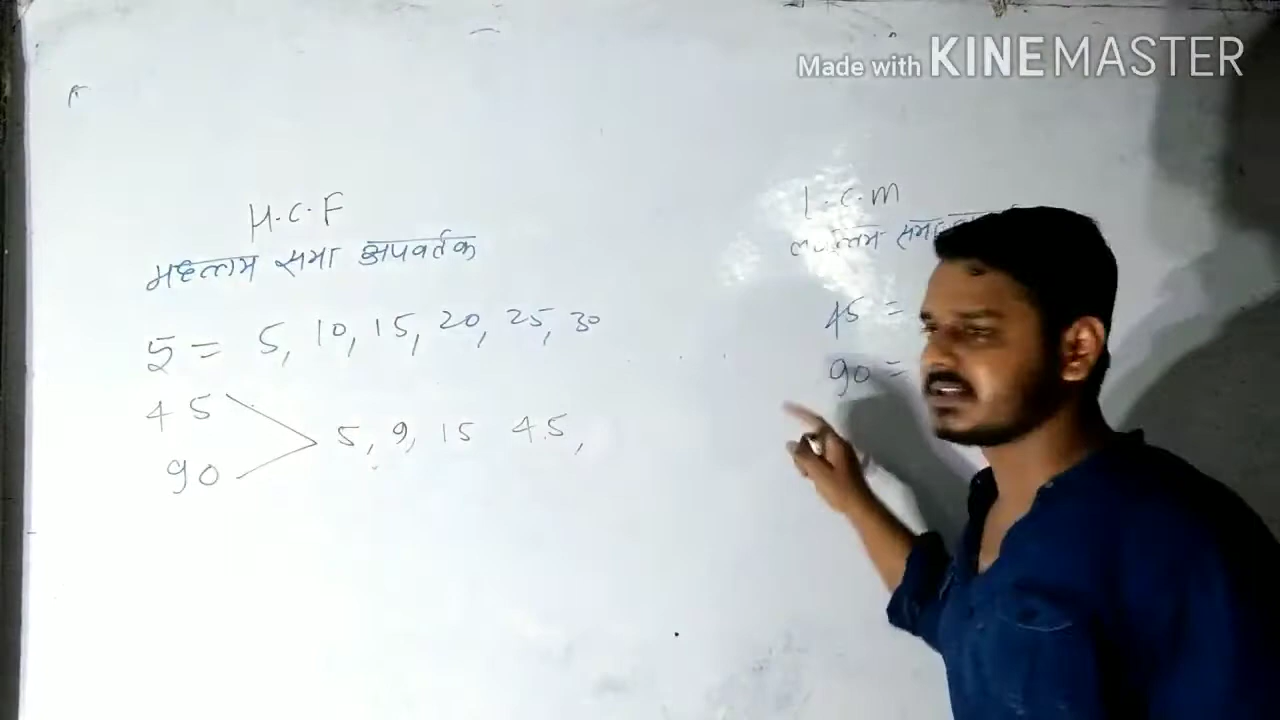 Made with KINEMASTER
H.C.F
महत्तम समा अपवर्तक
5 = 5, 10, 15, 20, 25, 30
45
90
5, 9, 15 45,
L.C.M
45 =
90 =